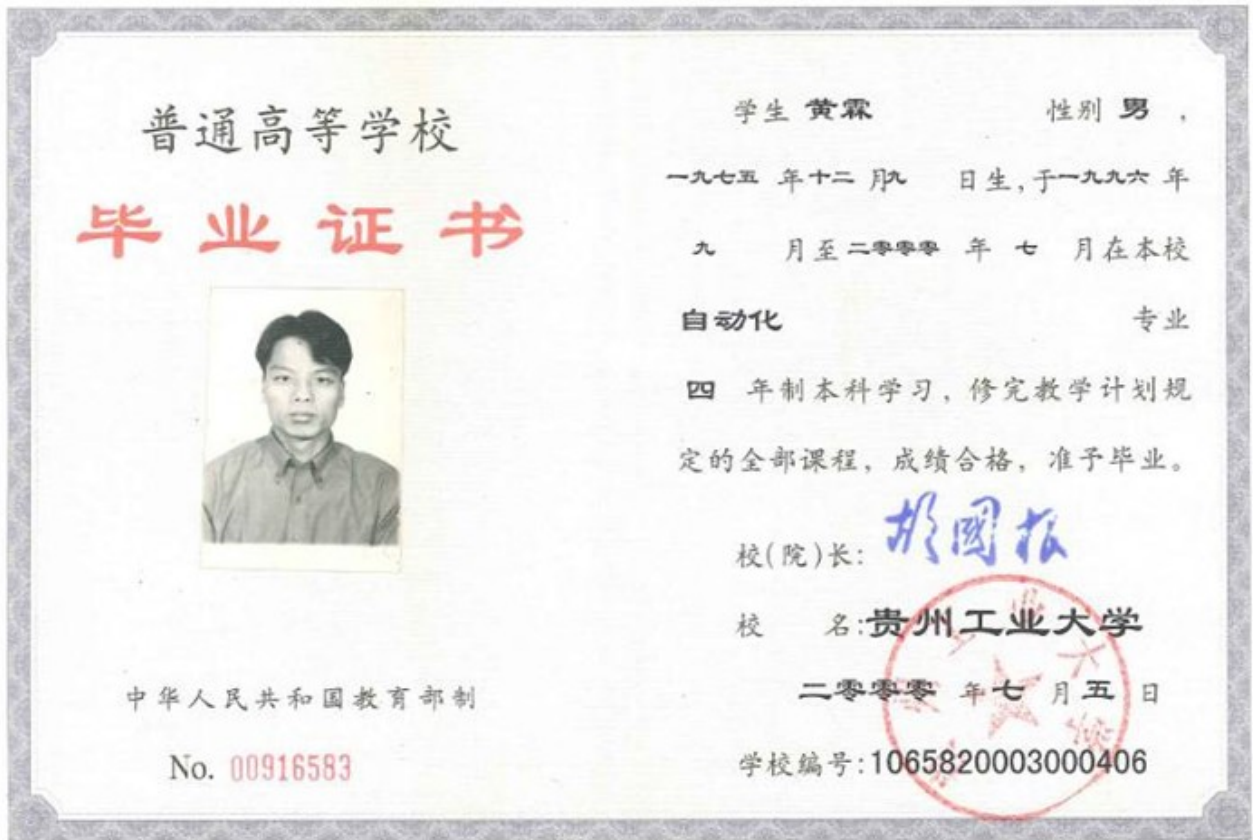 普通高等学校
毕业证书
中华人民共和国教育部制
No. 00916583
学生 黄霖 性别 男，
一九七五 年十二 月九 日生，于一九九六 年
九 月至 二零零零 年 七 月在本校
自动化 专业
四 年制本科学习，修完教学计划规
定的全部课程，成绩合格，准予毕业。
校(院)长：胡国根
校 名：贵州工业大学
二零零零 年 七 月 五 日
学校编号：1065820003000406